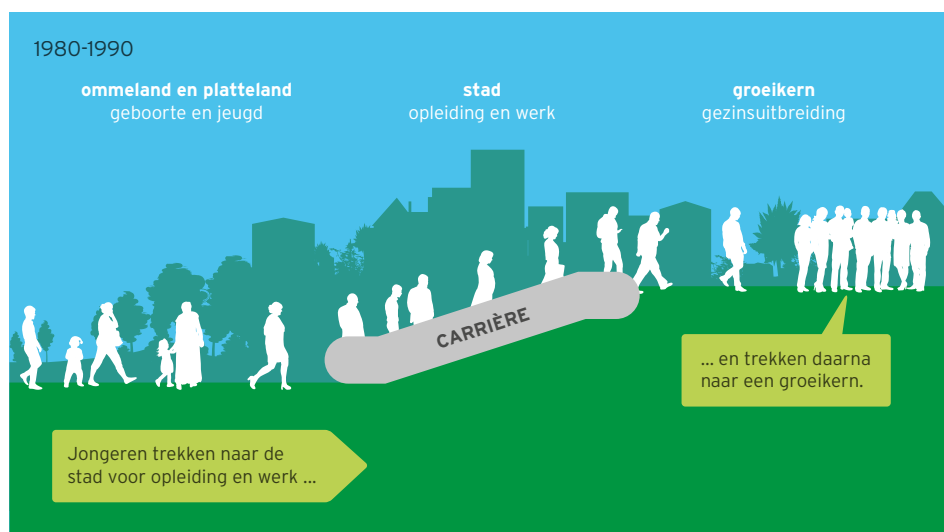 1980-1990
ommeland en platteland
geboorte en jeugd
stad
opleiding en werk
groeikern
gezinsuitbreiding
CARRIÈRE
... en trekken daarna
naar een groeikern.
Jongeren trekken naar de
stad voor opleiding en werk ...